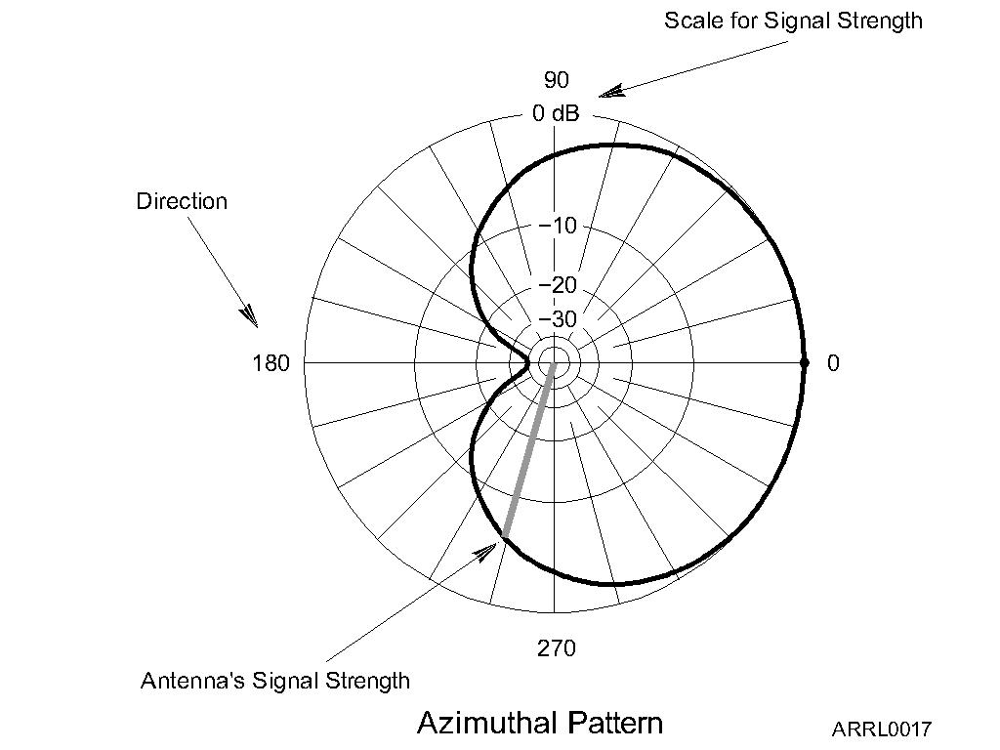 Scale for Signal Strength
90
0 dB
Direction
−10
−20
−30
180
0
270
Antenna's Signal Strength
Azimuthal Pattern
ARRL0017